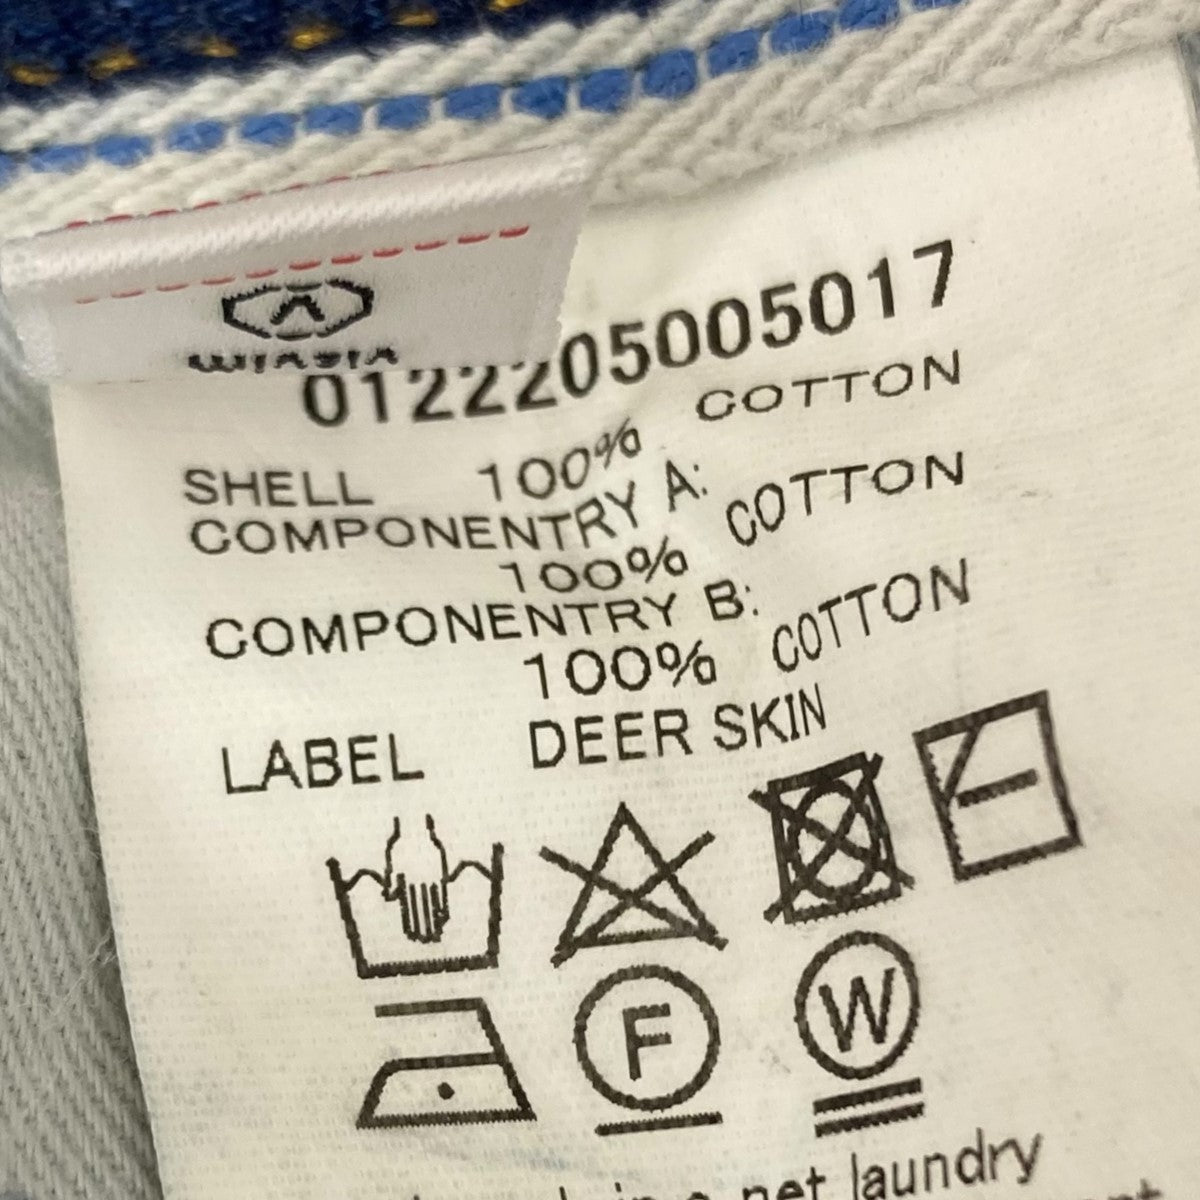 0122205005017
SHELL 100% COTTON
COMPONENTRY A:
100% COTTON
COMPONENTRY B:
100% COTTON
LABEL DEER SKIN
F
W
net laundry